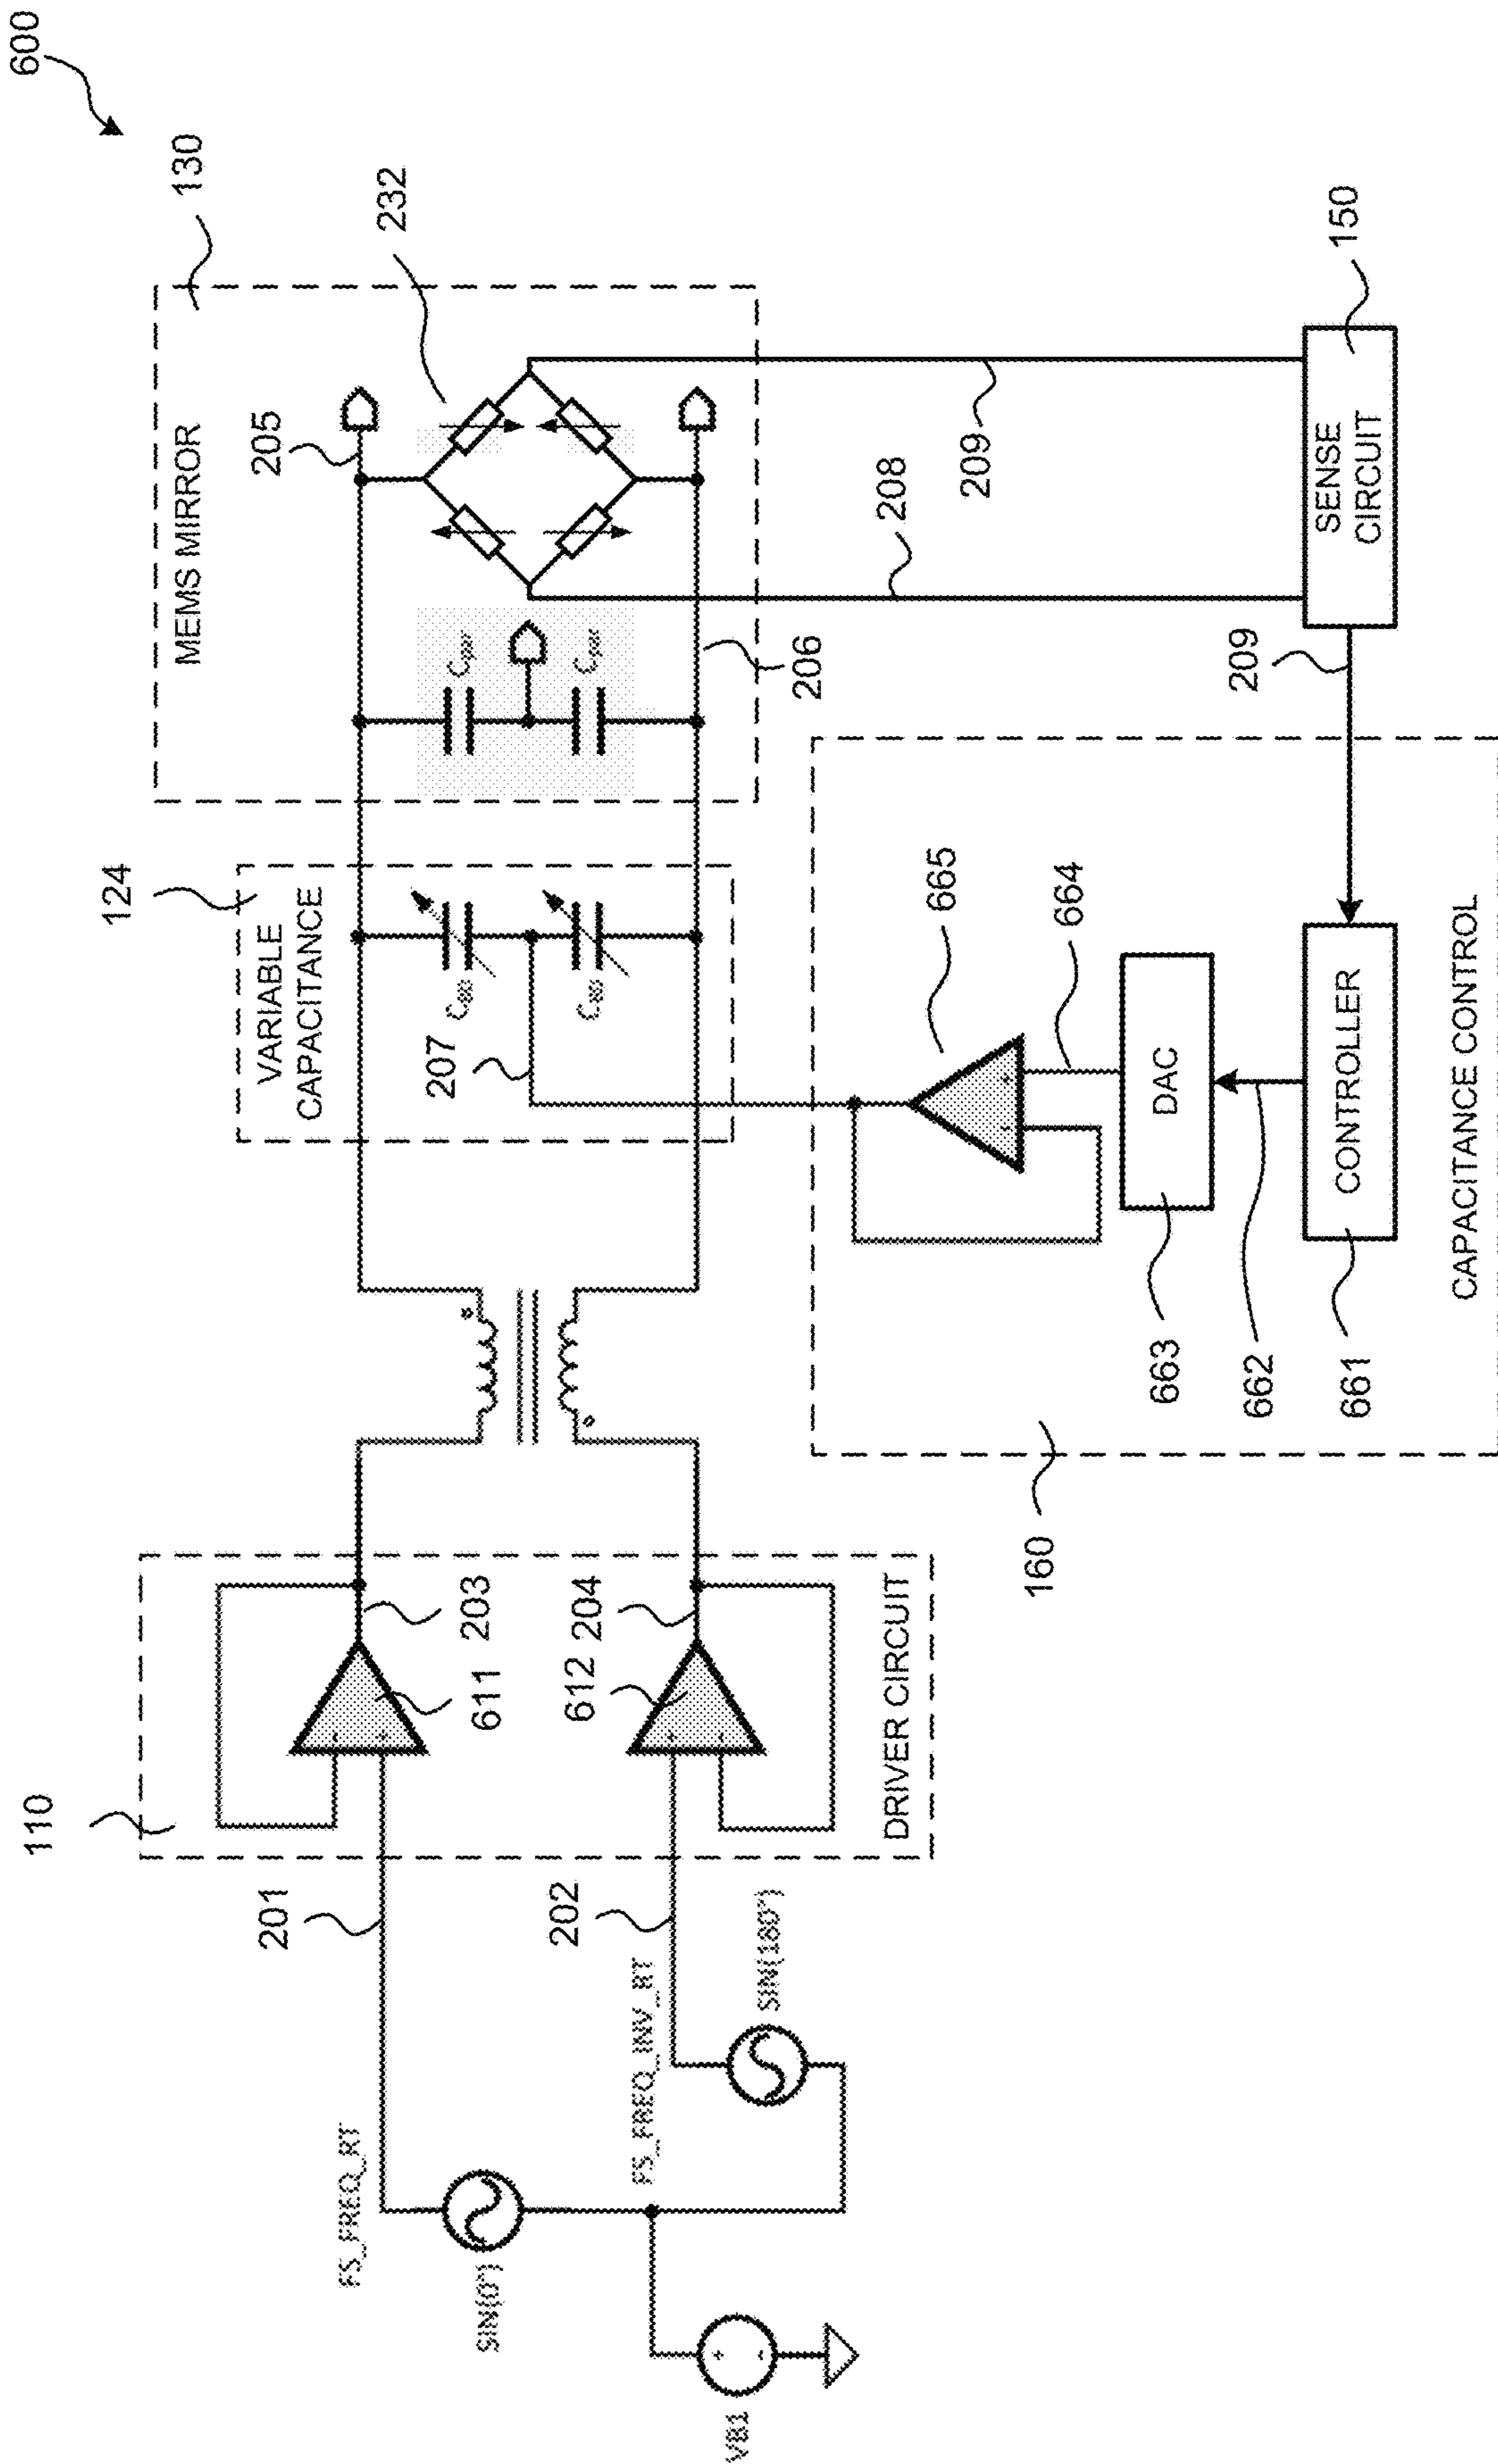 600
130
MEMS MIRROR
232
205
124
VARIABLE
CAPACITANCE
207
206
208
209
SENSE
CIRCUIT
150
209
665
664
DAC
CONTROLLER
CAPACITANCE CONTROL
663
662
661
160
110
203
204
611
612
DRIVER CIRCUIT
201
202
FS_FREQ_RT
FS_FREQ_INV_RT
SIN(0°)
SIN(180°)
VB1
+
-